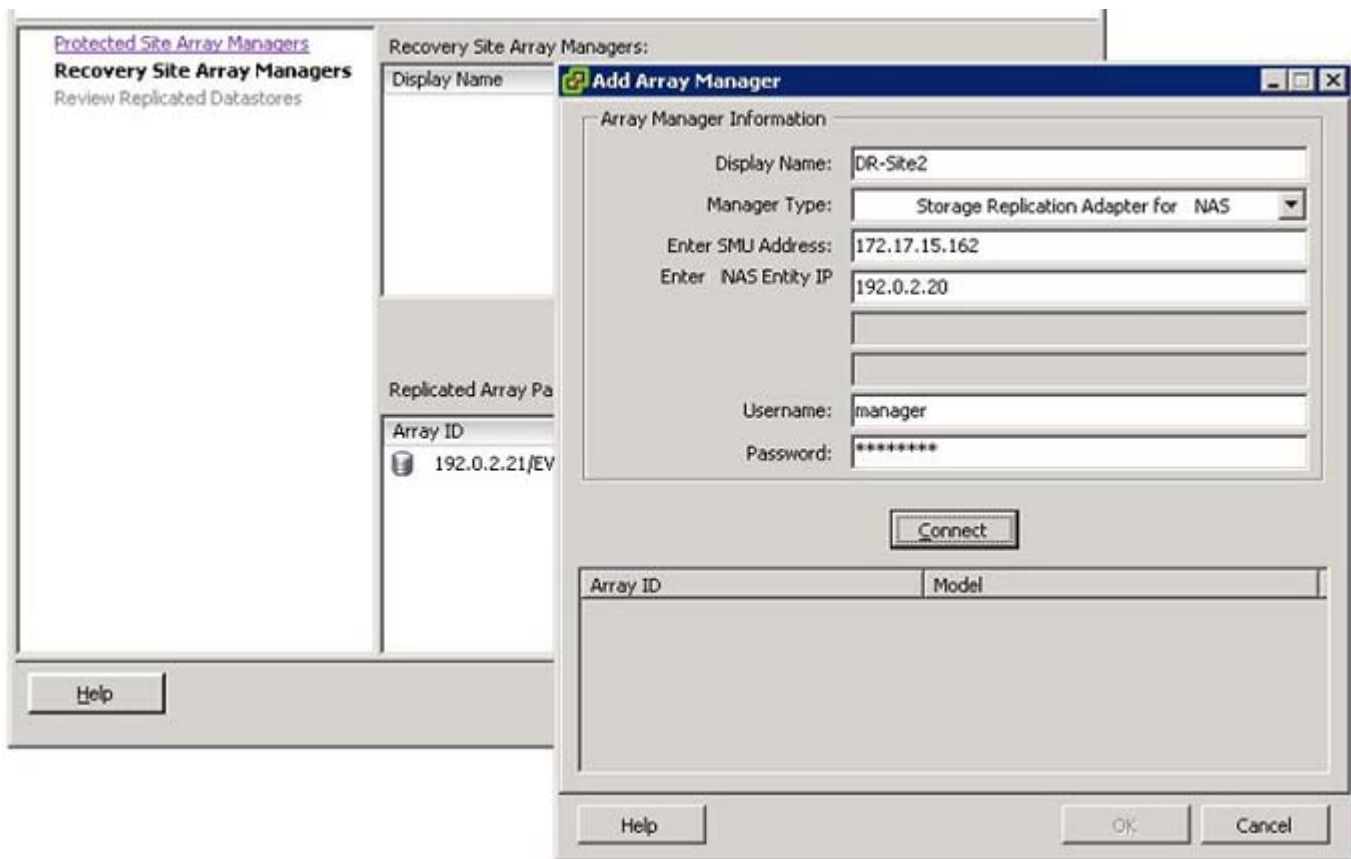 Protected Site Array Managers
Recovery Site Array Managers
Review Replicated Datastores
Recovery Site Array Managers:
Display Name
Replicated Array Pa
Array ID
192.0.2.21/EV
Help
Add Array Manager
Array Manager Information
Display Name: DR-Site2
Manager Type: Storage Replication Adapter for NAS
Enter SMU Address: 172.17.15.162
Enter NAS Entity IP 192.0.2.20
Username: manager
Password: ********
Connect
Array ID Model
Help OK Cancel